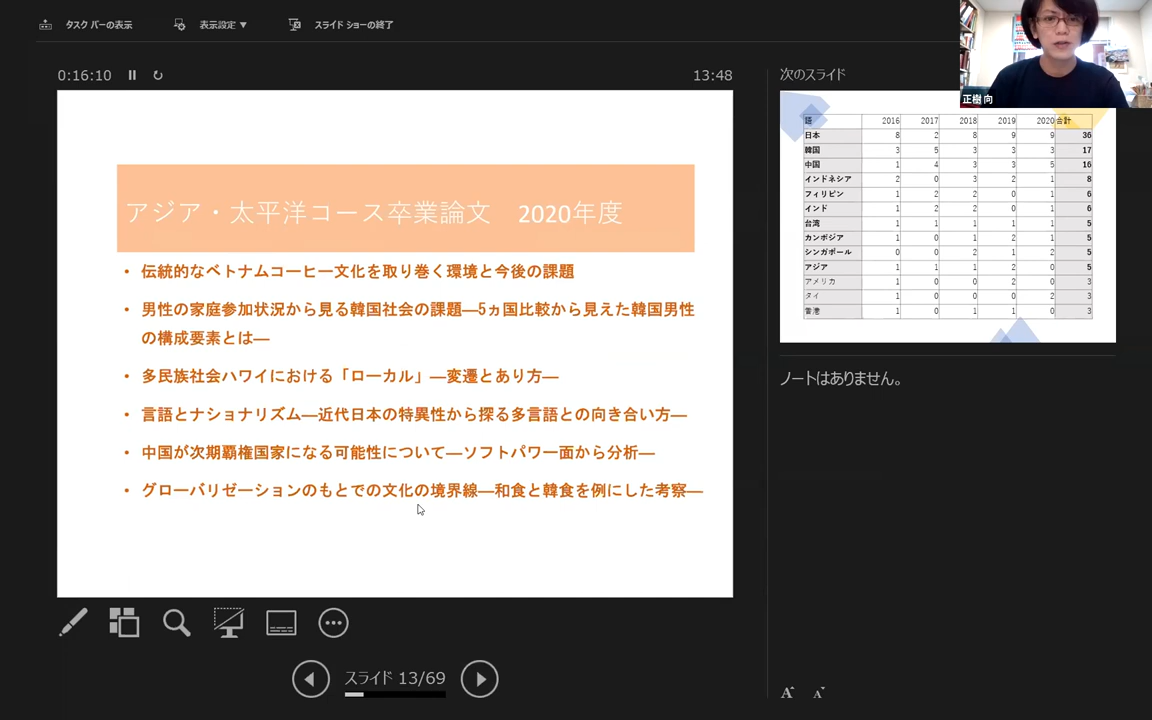 タスク バーの表示 表示設定 ▼ スライド ショーの終了
0:16:10 13:48
アジア・太平洋コース卒業論文 2020年度
• 伝統的なベトナムコーヒー文化を取り巻く環境と今後の課題
• 男性の家庭参加状況から見る韓国社会の課題―5ヵ国比較から見えた韓国男性
の構成要素とは―
• 多民族社会ハワイにおける「ローカル」―変遷とあり方―
• 言語とナショナリズム―近代日本の特異性から探る多言語との向き合い方―
• 中国が次期覇権国家になる可能性について―ソフトパワー面から分析―
• グローバリゼーションのもとでの文化の境界線―和食と韓食を例にした考察―
スライド 13/69
次のスライド
正樹 向
語 2016 2017 2018 2019 2020 合計
日本 8 2 8 9 9 36
韓国 3 5 3 3 3 17
中国 1 4 3 3 5 16
インドネシア 2 0 3 2 1 8
フィリピン 1 2 2 0 1 6
インド 1 2 2 0 1 6
台湾 1 1 1 1 1 5
カンボジア 1 0 1 2 1 5
シンガポール 0 0 2 1 2 5
アジア 1 1 1 2 0 5
アメリカ 1 0 0 2 0 3
タイ 1 0 0 0 2 3
香港 1 0 1 1 0 3
ノートはありません。
A A